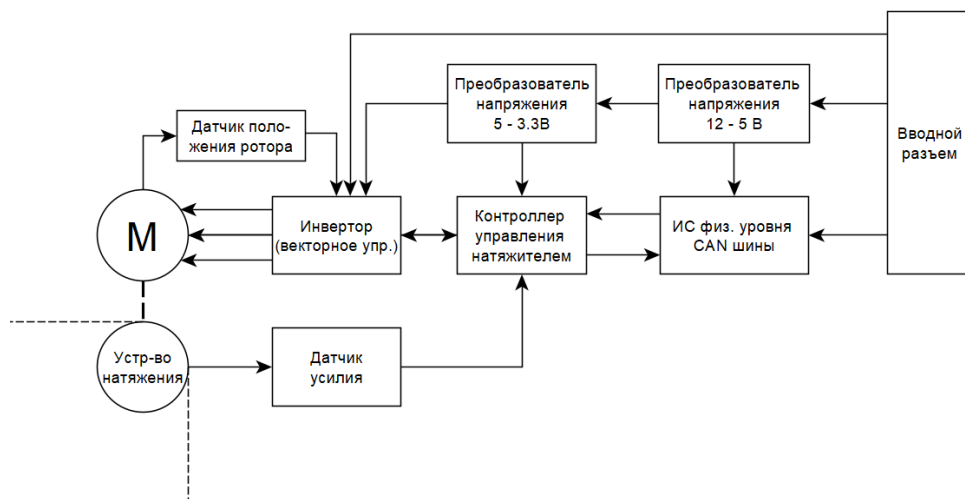 Преобразователь
напряжения
5 - 3.3В
Преобразователь
напряжения
12 - 5 В
Вводной
разъем
Датчик поло-
жения ротора
М
Инвертор
(векторное упр.)
Контроллер
управления
натяжителем
ИС физ. уровня
CAN шины
Устр-во
натяжения
Датчик
усилия